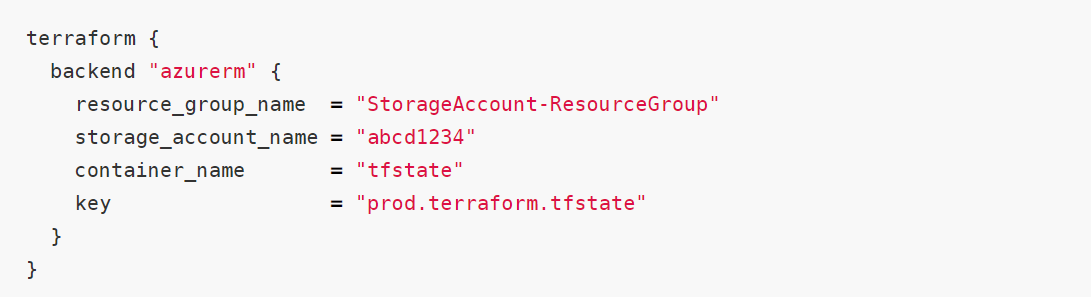 terraform {
  backend "azurerm" {
    resource_group_name  = "StorageAccount-ResourceGroup"
    storage_account_name = "abcd1234"
    container_name       = "tfstate"
    key                  = "prod.terraform.tfstate"
  }
}